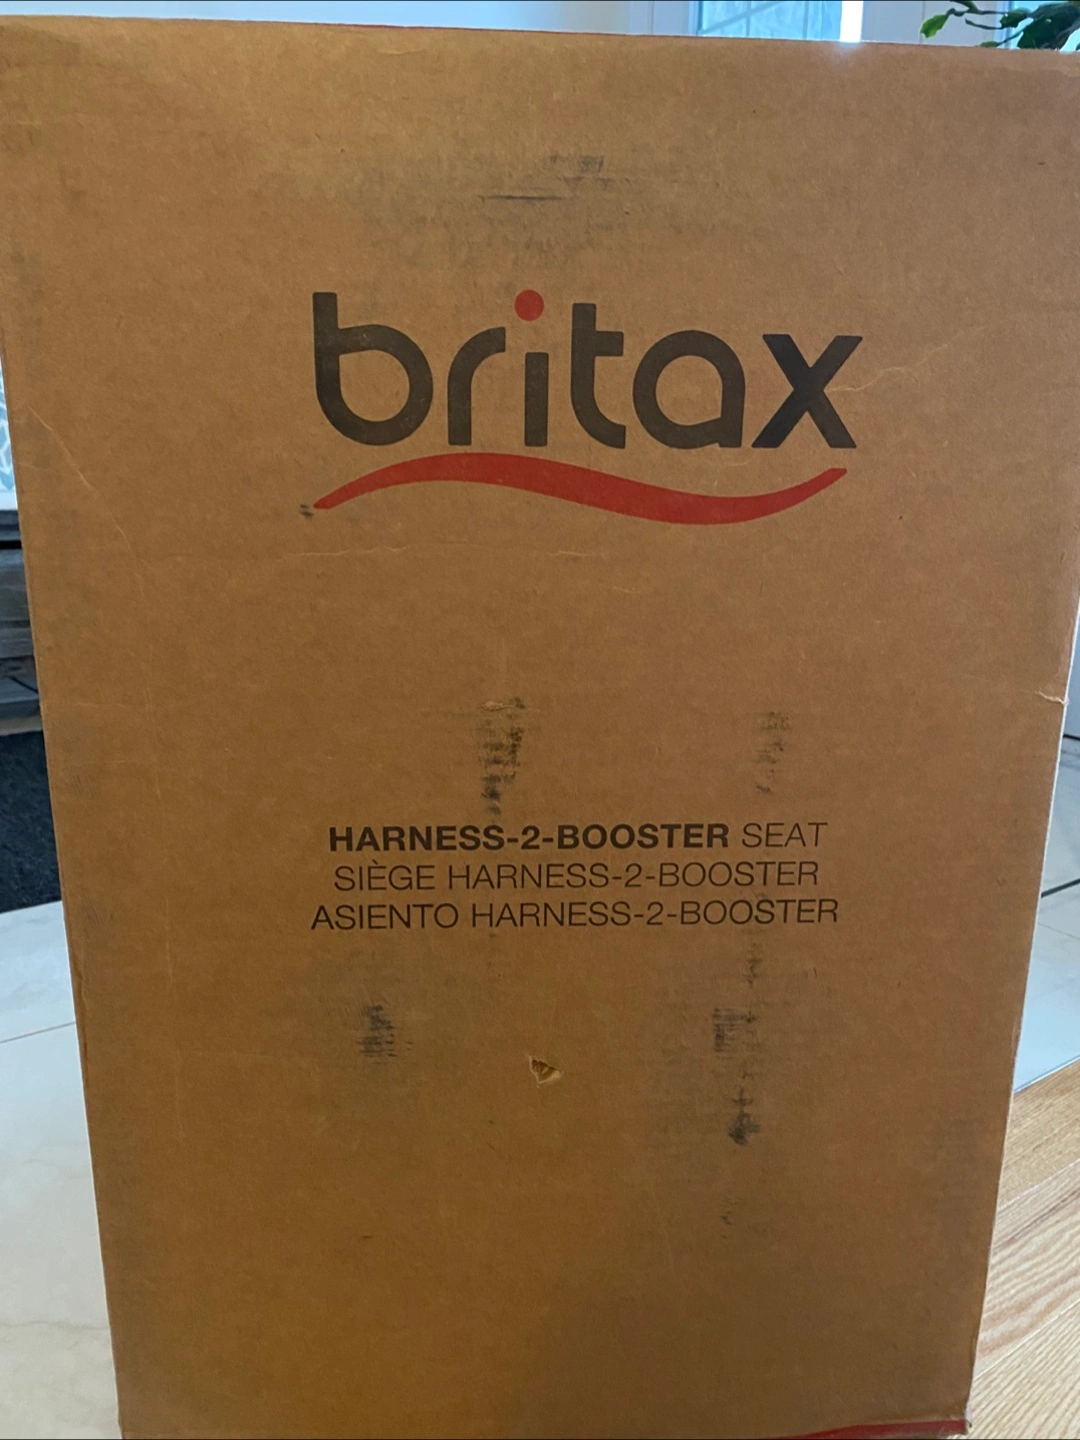 britax
HARNESS-2-BOOSTER SEAT
SIÈGE HARNESS-2-BOOSTER
ASIENTO HARNESS-2-BOOSTER